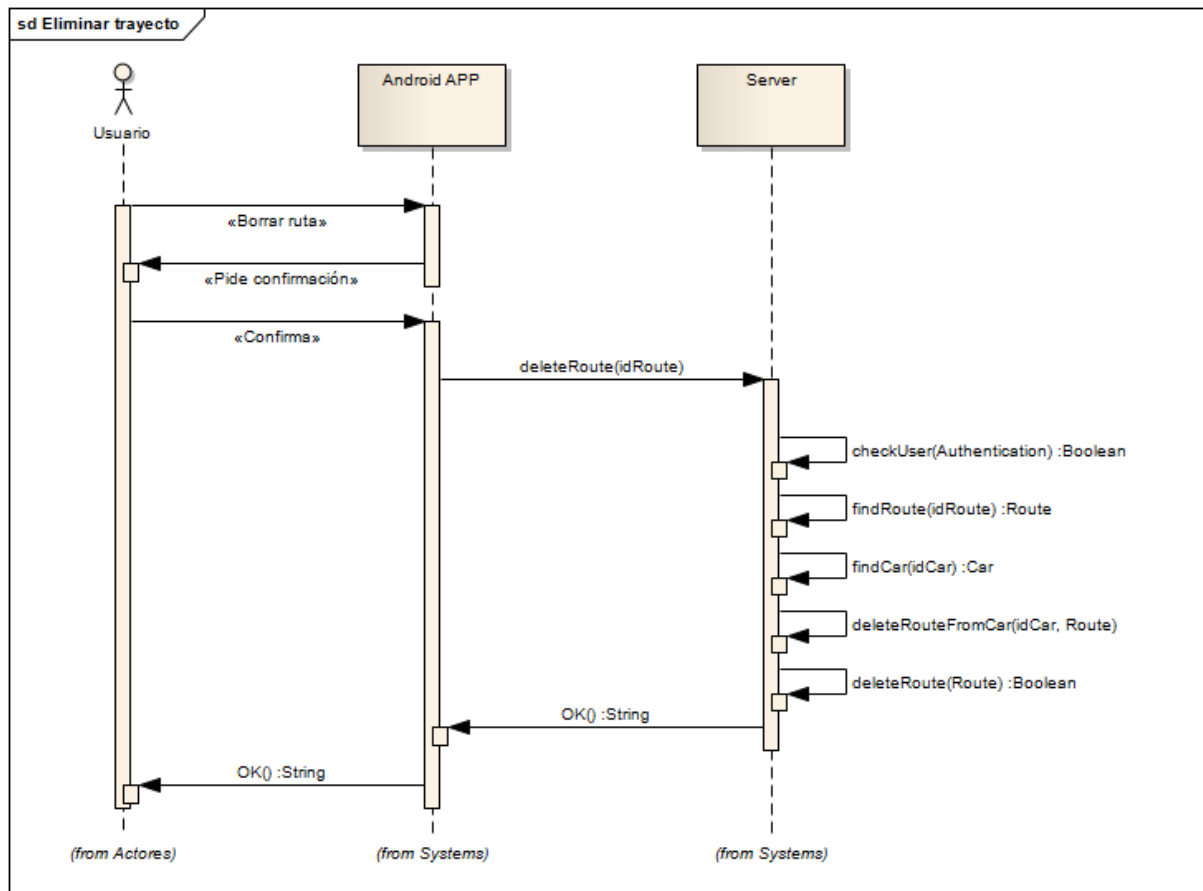 sd Eliminar trayecto
Usuario
Android APP
Server
«Borrar ruta»
«Pide confirmación»
«Confirma»
deleteRoute(idRoute)
checkUser(Authentication) :Boolean
findRoute(idRoute) :Route
findCar(idCar) :Car
deleteRouteFromCar(idCar, Route)
deleteRoute(Route) :Boolean
OK() :String
OK() :String
(from Actores)
(from Systems)
(from Systems)